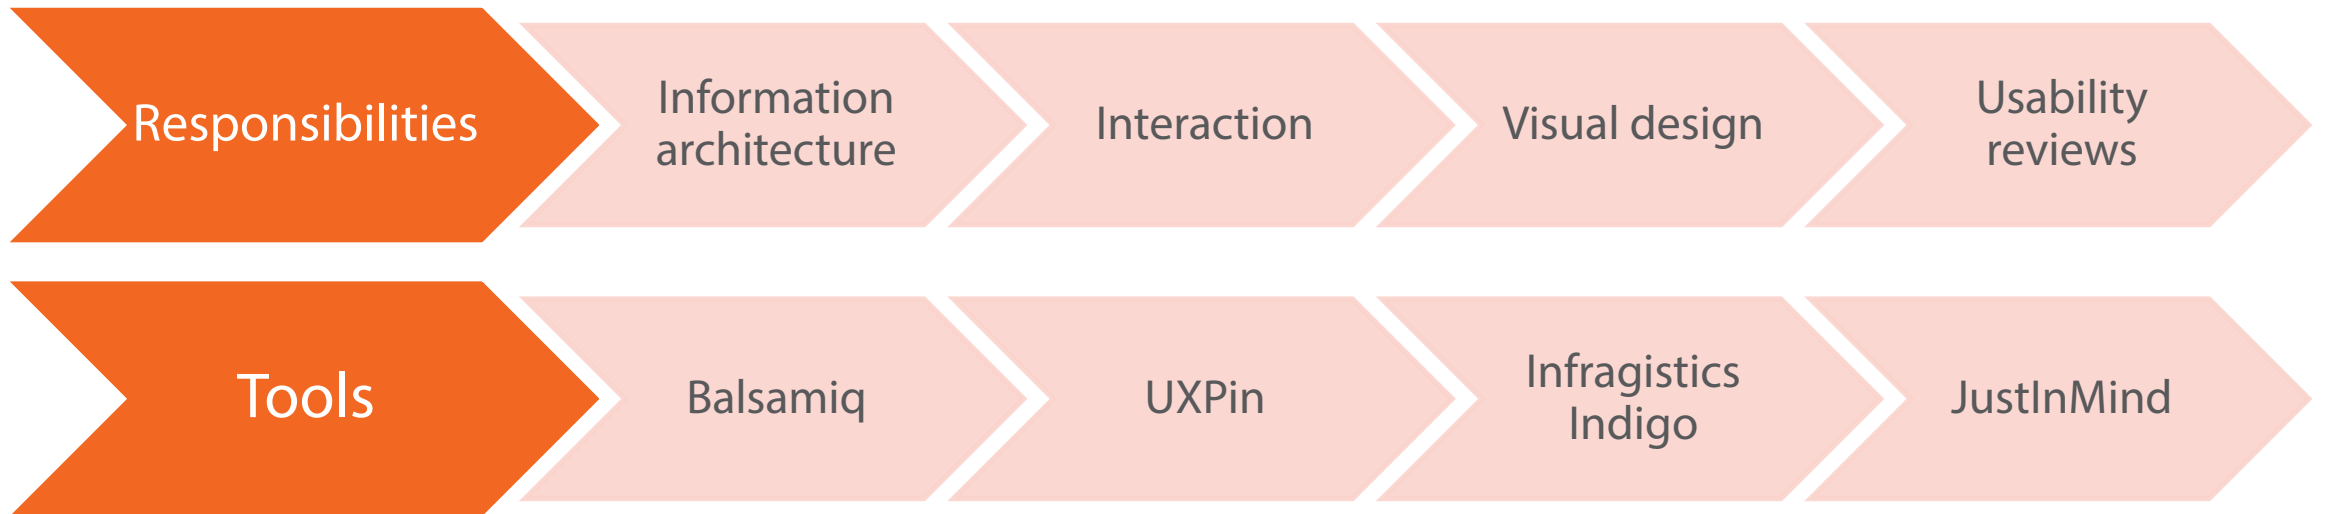 Responsibilities
Information
architecture
Interaction
Visual design
Usability
reviews
Tools
Balsamiq
UXPin
Infragistics
Indigo
JustInMind